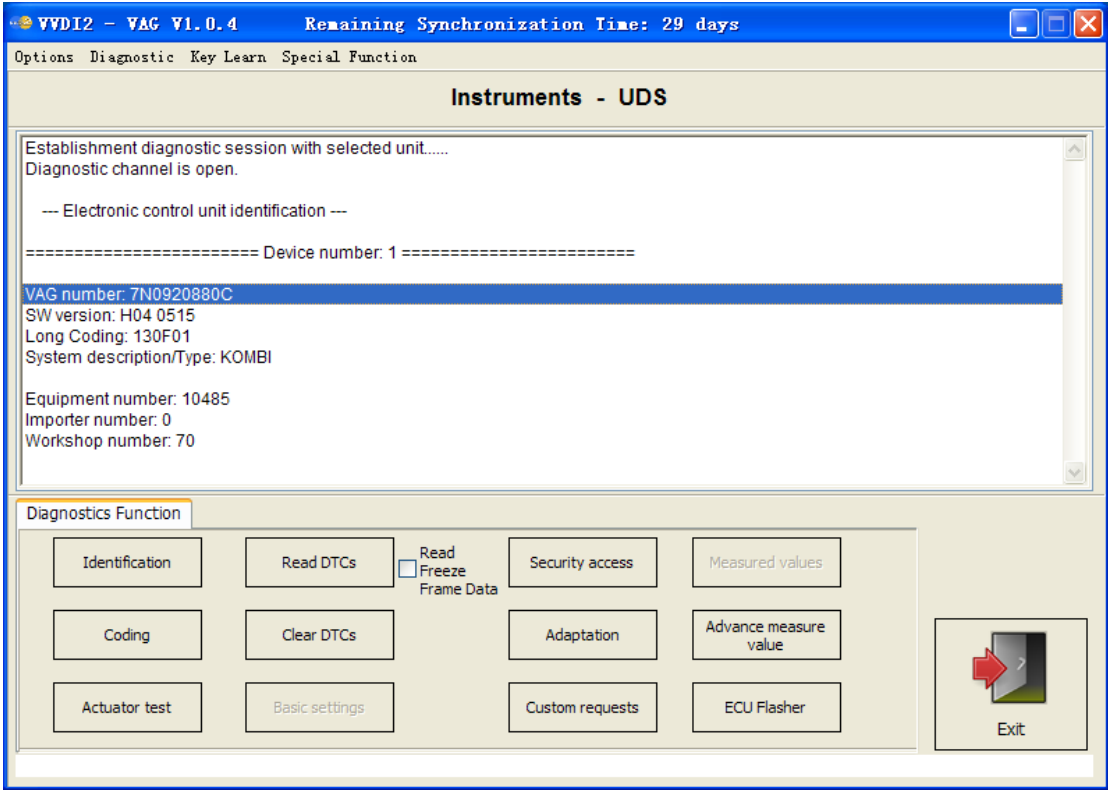 VVDI2 - VAG V1.0.4 Remaining Synchronization Time: 29 days
Options Diagnostic Key Learn Special Function
Instruments - UDS
Establishment diagnostic session with selected unit......
Diagnostic channel is open.
--- Electronic control unit identification ---
======================== Device number: 1 ========================
VAG number: 7N0920880C
SW version: H04 0515
Long Coding: 130F01
System description/Type: KOMBI
Equipment number: 10485
Importer number: 0
Workshop number: 70
Diagnostics Function
Identification
Read DTCs
Read
Freeze
Frame Data
Security access
Measured values
Coding
Clear DTCs
Adaptation
Advance measure
value
Actuator test
Basic settings
Custom requests
ECU Flasher
Exit